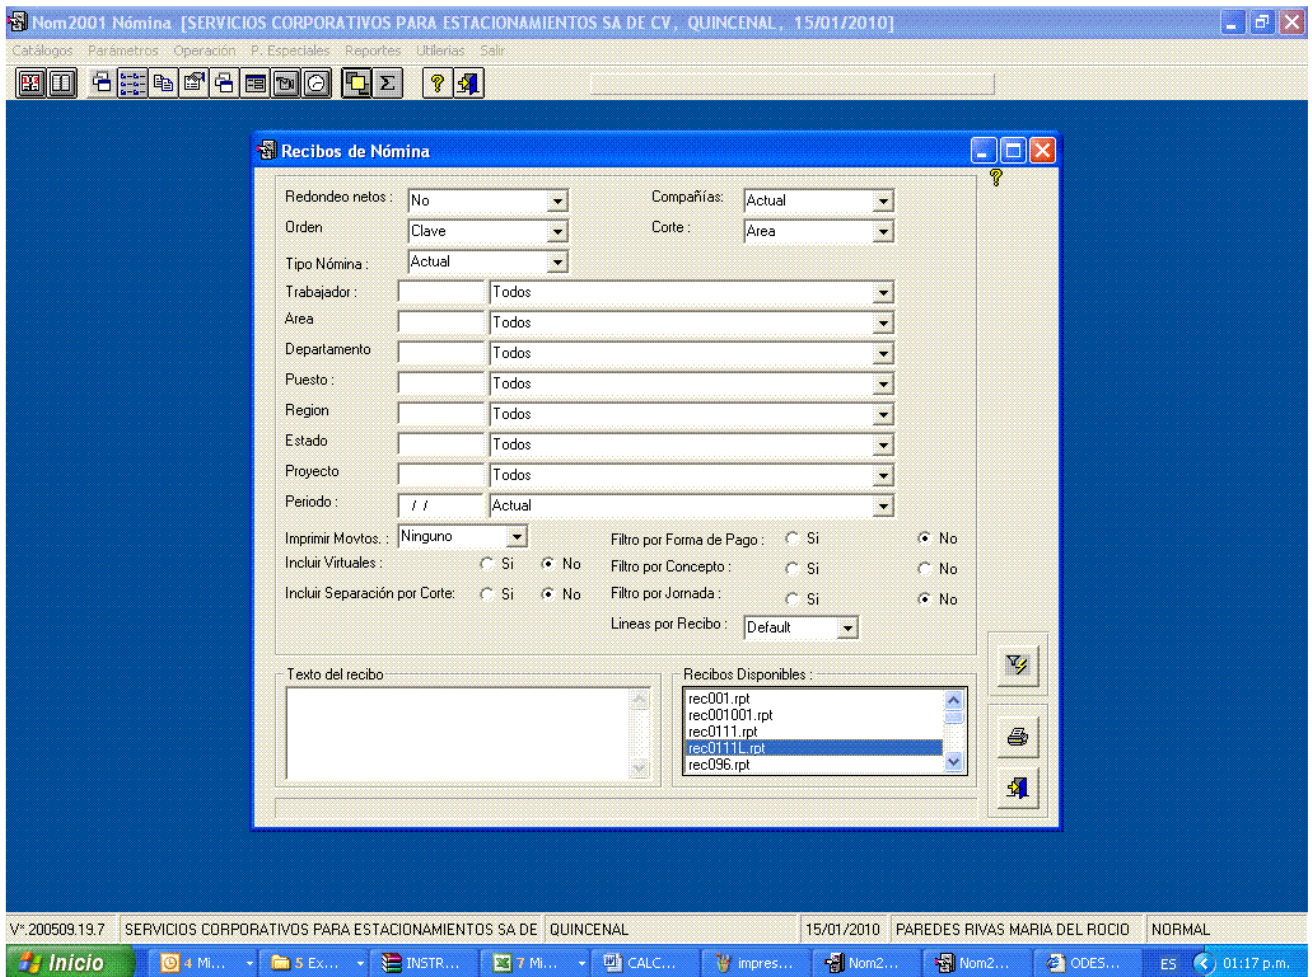 Nom2001 Nómina [SERVICIOS CORPORATIVOS PARA ESTACIONAMIENTOS SA DE CV, QUINCENAL, 15/01/2010]
Catálogos Parámetros Operación P. Especiales Reportes Utilerias Salir
Recibos de Nómina
Redondeo netos : No Compañías: Actual
Orden Clave Corte : Area
Tipo Nómina : Actual
Trabajador : Todos
Area Todos
Departamento Todos
Puesto : Todos
Region Todos
Estado Todos
Proyecto Todos
Periodo : / / Actual
Imprimir Movtos. : Ninguno Filtro por Forma de Pago : Si No
Incluir Virtuales : Si No Filtro por Concepto : Si No
Incluir Separación por Corte: Si No Filtro por Jornada : Si No
Lineas por Recibo : Default
Texto del recibo Recibos Disponibles :
rec001.rpt
rec001001.rpt
rec0111.rpt
rec0111L.rpt
rec096.rpt
V*.200509.19.7 SERVICIOS CORPORATIVOS PARA ESTACIONAMIENTOS SA DE QUINCENAL 15/01/2010 PAREDES RIVAS MARIA DEL ROCIO NORMAL
Inicio 4 Mi... 5 Ex... INSTR... 7 Mi... CALC... impres... Nom2... Nom2... ODES... ES 01:17 p.m.